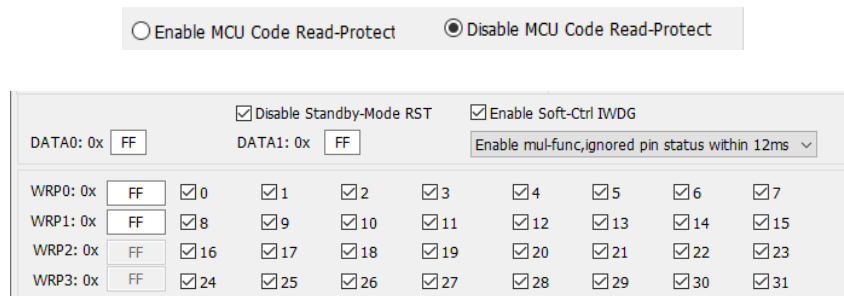 Enable MCU Code Read-Protect Disable MCU Code Read-Protect
Disable Standby-Mode RST Enable Soft-Ctrl IWDG
DATA0: 0x FF DATA1: 0x FF Enable mul-func,ignored pin status within 12ms
WRP0: 0x FF 0 1 2 3 4 5 6 7
WRP1: 0x FF 8 9 10 11 12 13 14 15
WRP2: 0x FF 16 17 18 19 20 21 22 23
WRP3: 0x FF 24 25 26 27 28 29 30 31